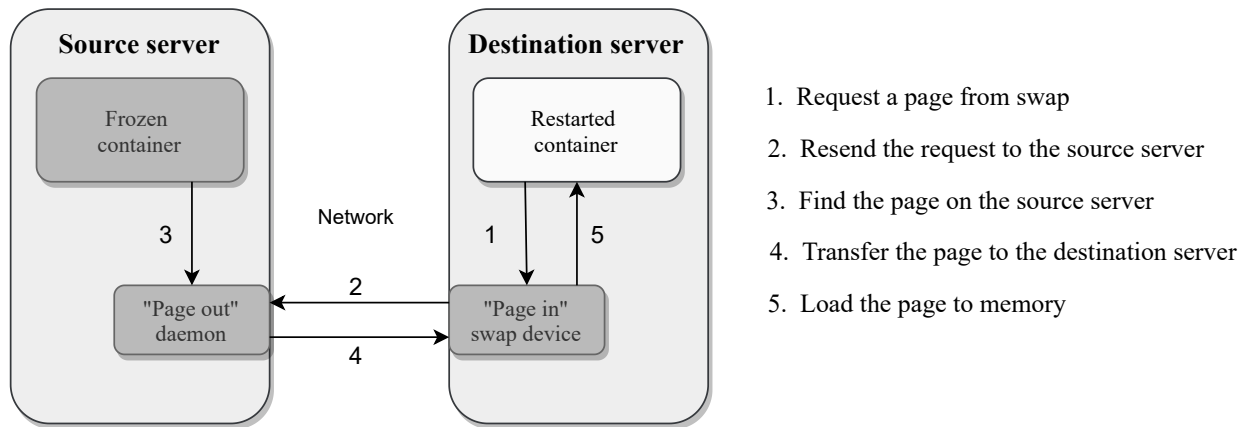 Source server
Frozen
container
3
"Page out"
daemon
Network
2
4
Destination server
Restarted
container
1
5
"Page in"
swap device
1. Request a page from swap
2. Resend the request to the source server
3. Find the page on the source server
4. Transfer the page to the destination server
5. Load the page to memory